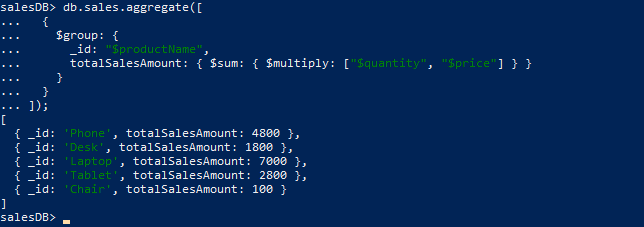 salesDB> db.sales.aggregate([
...   {
...     $group: {
...       _id: "$productName",
...       totalSalesAmount: { $sum: { $multiply: ["$quantity", "$price"] } }
...     }
...   }
... ]);
[
  { _id: 'Phone', totalSalesAmount: 4800 },
  { _id: 'Desk', totalSalesAmount: 1800 },
  { _id: 'Laptop', totalSalesAmount: 7000 },
  { _id: 'Tablet', totalSalesAmount: 2800 },
  { _id: 'Chair', totalSalesAmount: 100 }
]
salesDB>